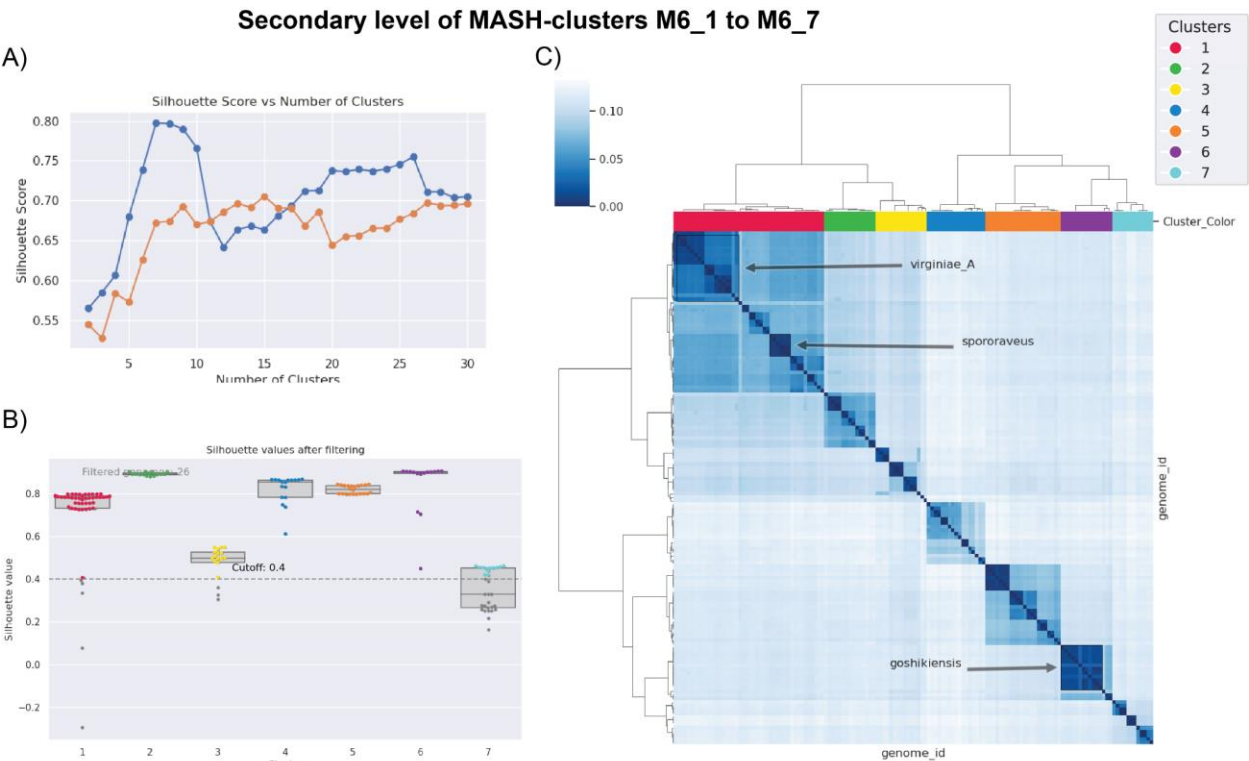 Secondary level of MASH-clusters M6_1 to M6_7
A)
Silhouette Score vs Number of Clusters
Silhouette Score
0.80
0.75
0.70
0.65
0.60
0.55
5 10 15 20 25 30
Number of Clusters
B)
Silhouette values after filtering
Filtered 26
Silhouette value
0.8
0.6
0.4
0.2
0.0
−0.2
Cutoff: 0.4
1 2 3 4 5 6 7
C)
0.10
0.05
0.00
Clusters
1
2
3
4
5
6
7
Cluster_Color
virginiae_A
spororaveus
goshikiensis
genome_id
genome_id